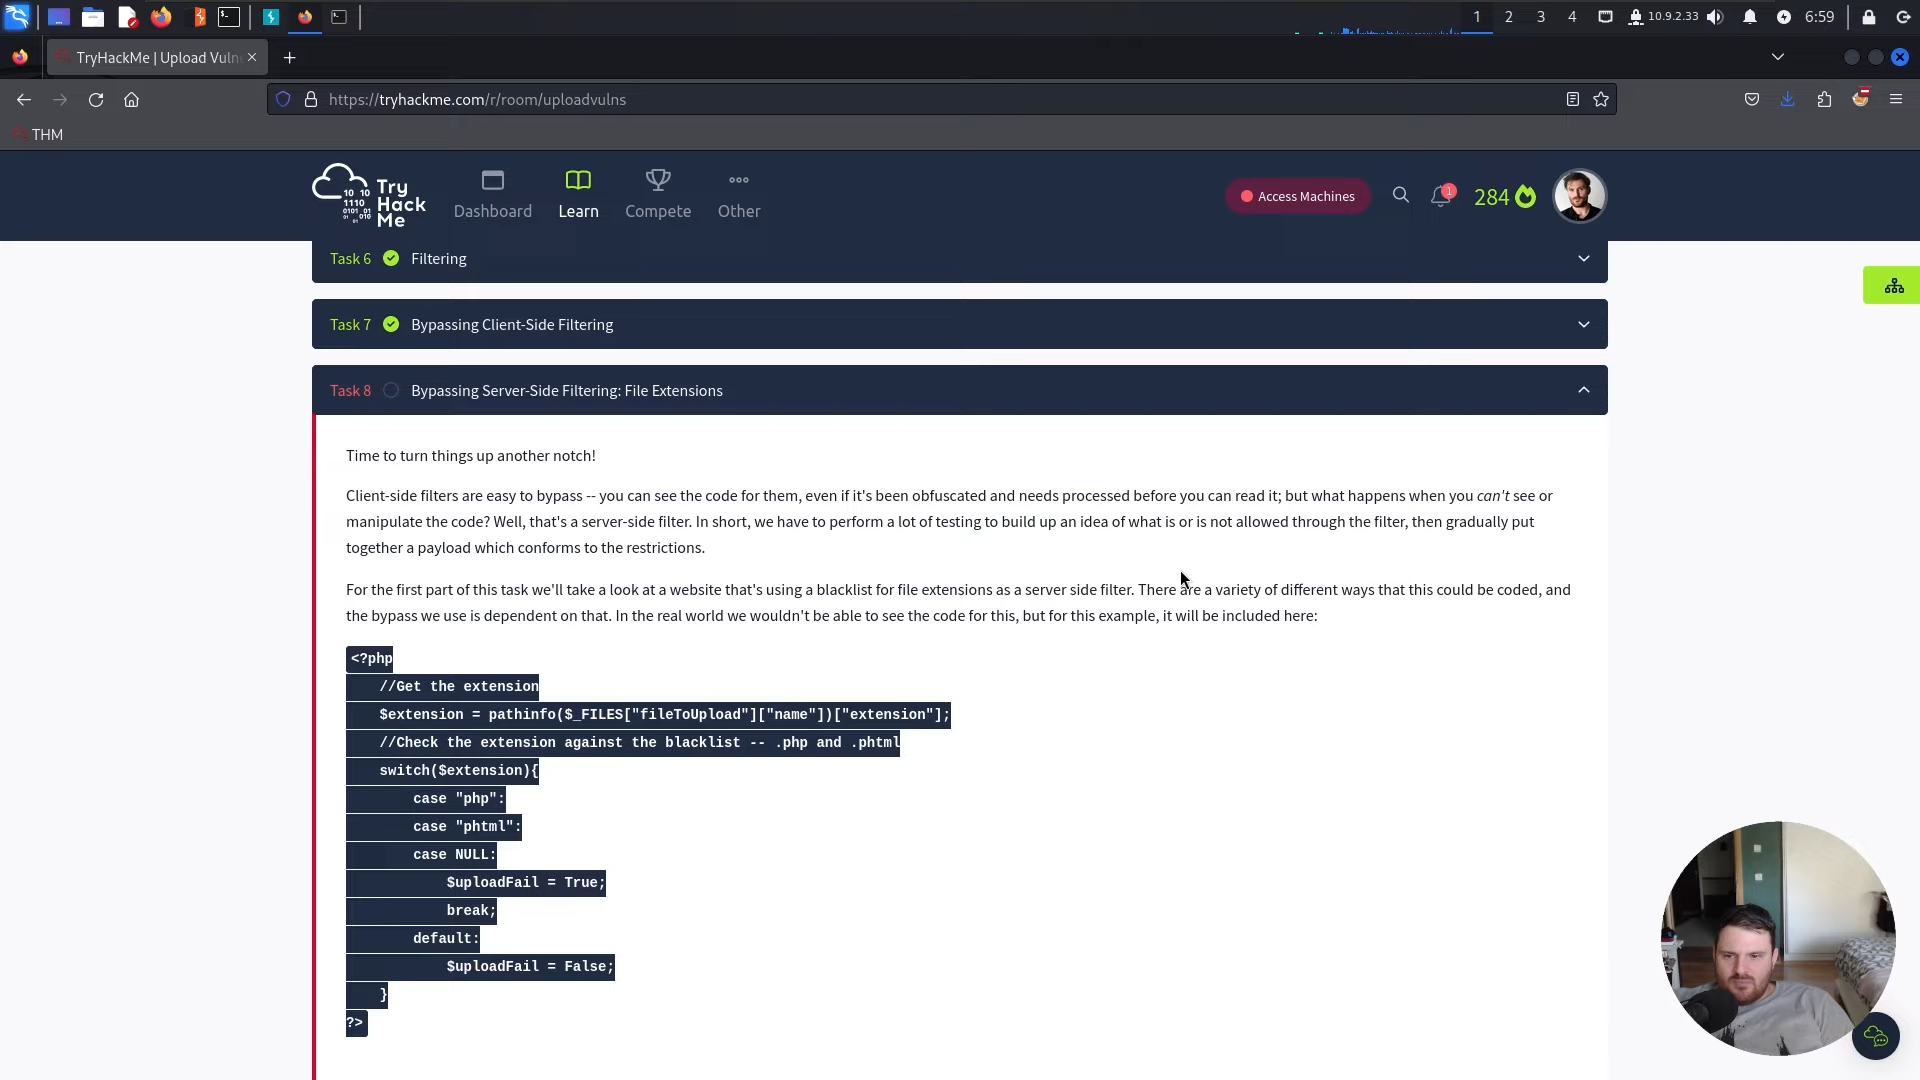 1 2 3 4 10.9.2.33 6:59
TryHackMe | Upload Vuln
https://tryhackme.com/r/room/uploadvulns
THM
10 10
1110
0101 01
01 010
Try
Hack
Me
Dashboard
Learn
Compete
Other
Access Machines
1
284
Task 6 Filtering
Task 7 Bypassing Client-Side Filtering
Task 8 Bypassing Server-Side Filtering: File Extensions
Time to turn things up another notch!
Client-side filters are easy to bypass -- you can see the code for them, even if it's been obfuscated and needs processed before you can read it; but what happens when you can't see or
manipulate the code? Well, that's a server-side filter. In short, we have to perform a lot of testing to build up an idea of what is or is not allowed through the filter, then gradually put
together a payload which conforms to the restrictions.
For the first part of this task we'll take a look at a website that's using a blacklist for file extensions as a server side filter. There are a variety of different ways that this could be coded, and
the bypass we use is dependent on that. In the real world we wouldn't be able to see the code for this, but for this example, it will be included here:
<?php
//Get the extension
$extension = pathinfo($_FILES["fileToUpload"]["name"])["extension"];
//Check the extension against the blacklist -- .php and .phtml
switch($extension){
case "php":
case "phtml":
case NULL:
$uploadFail = True;
break;
default:
$uploadFail = False;
}
?>